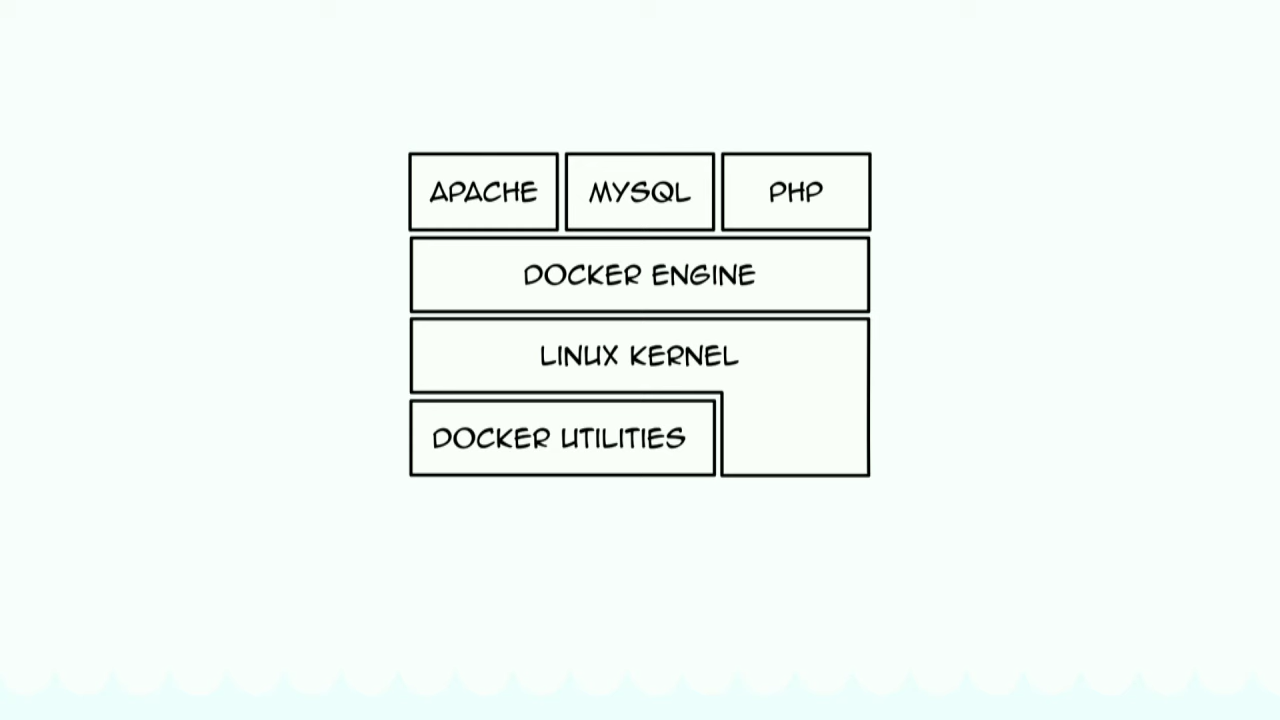 APACHE
MYSQL
PHP
DOCKER ENGINE
LINUX KERNEL
DOCKER UTILITIES